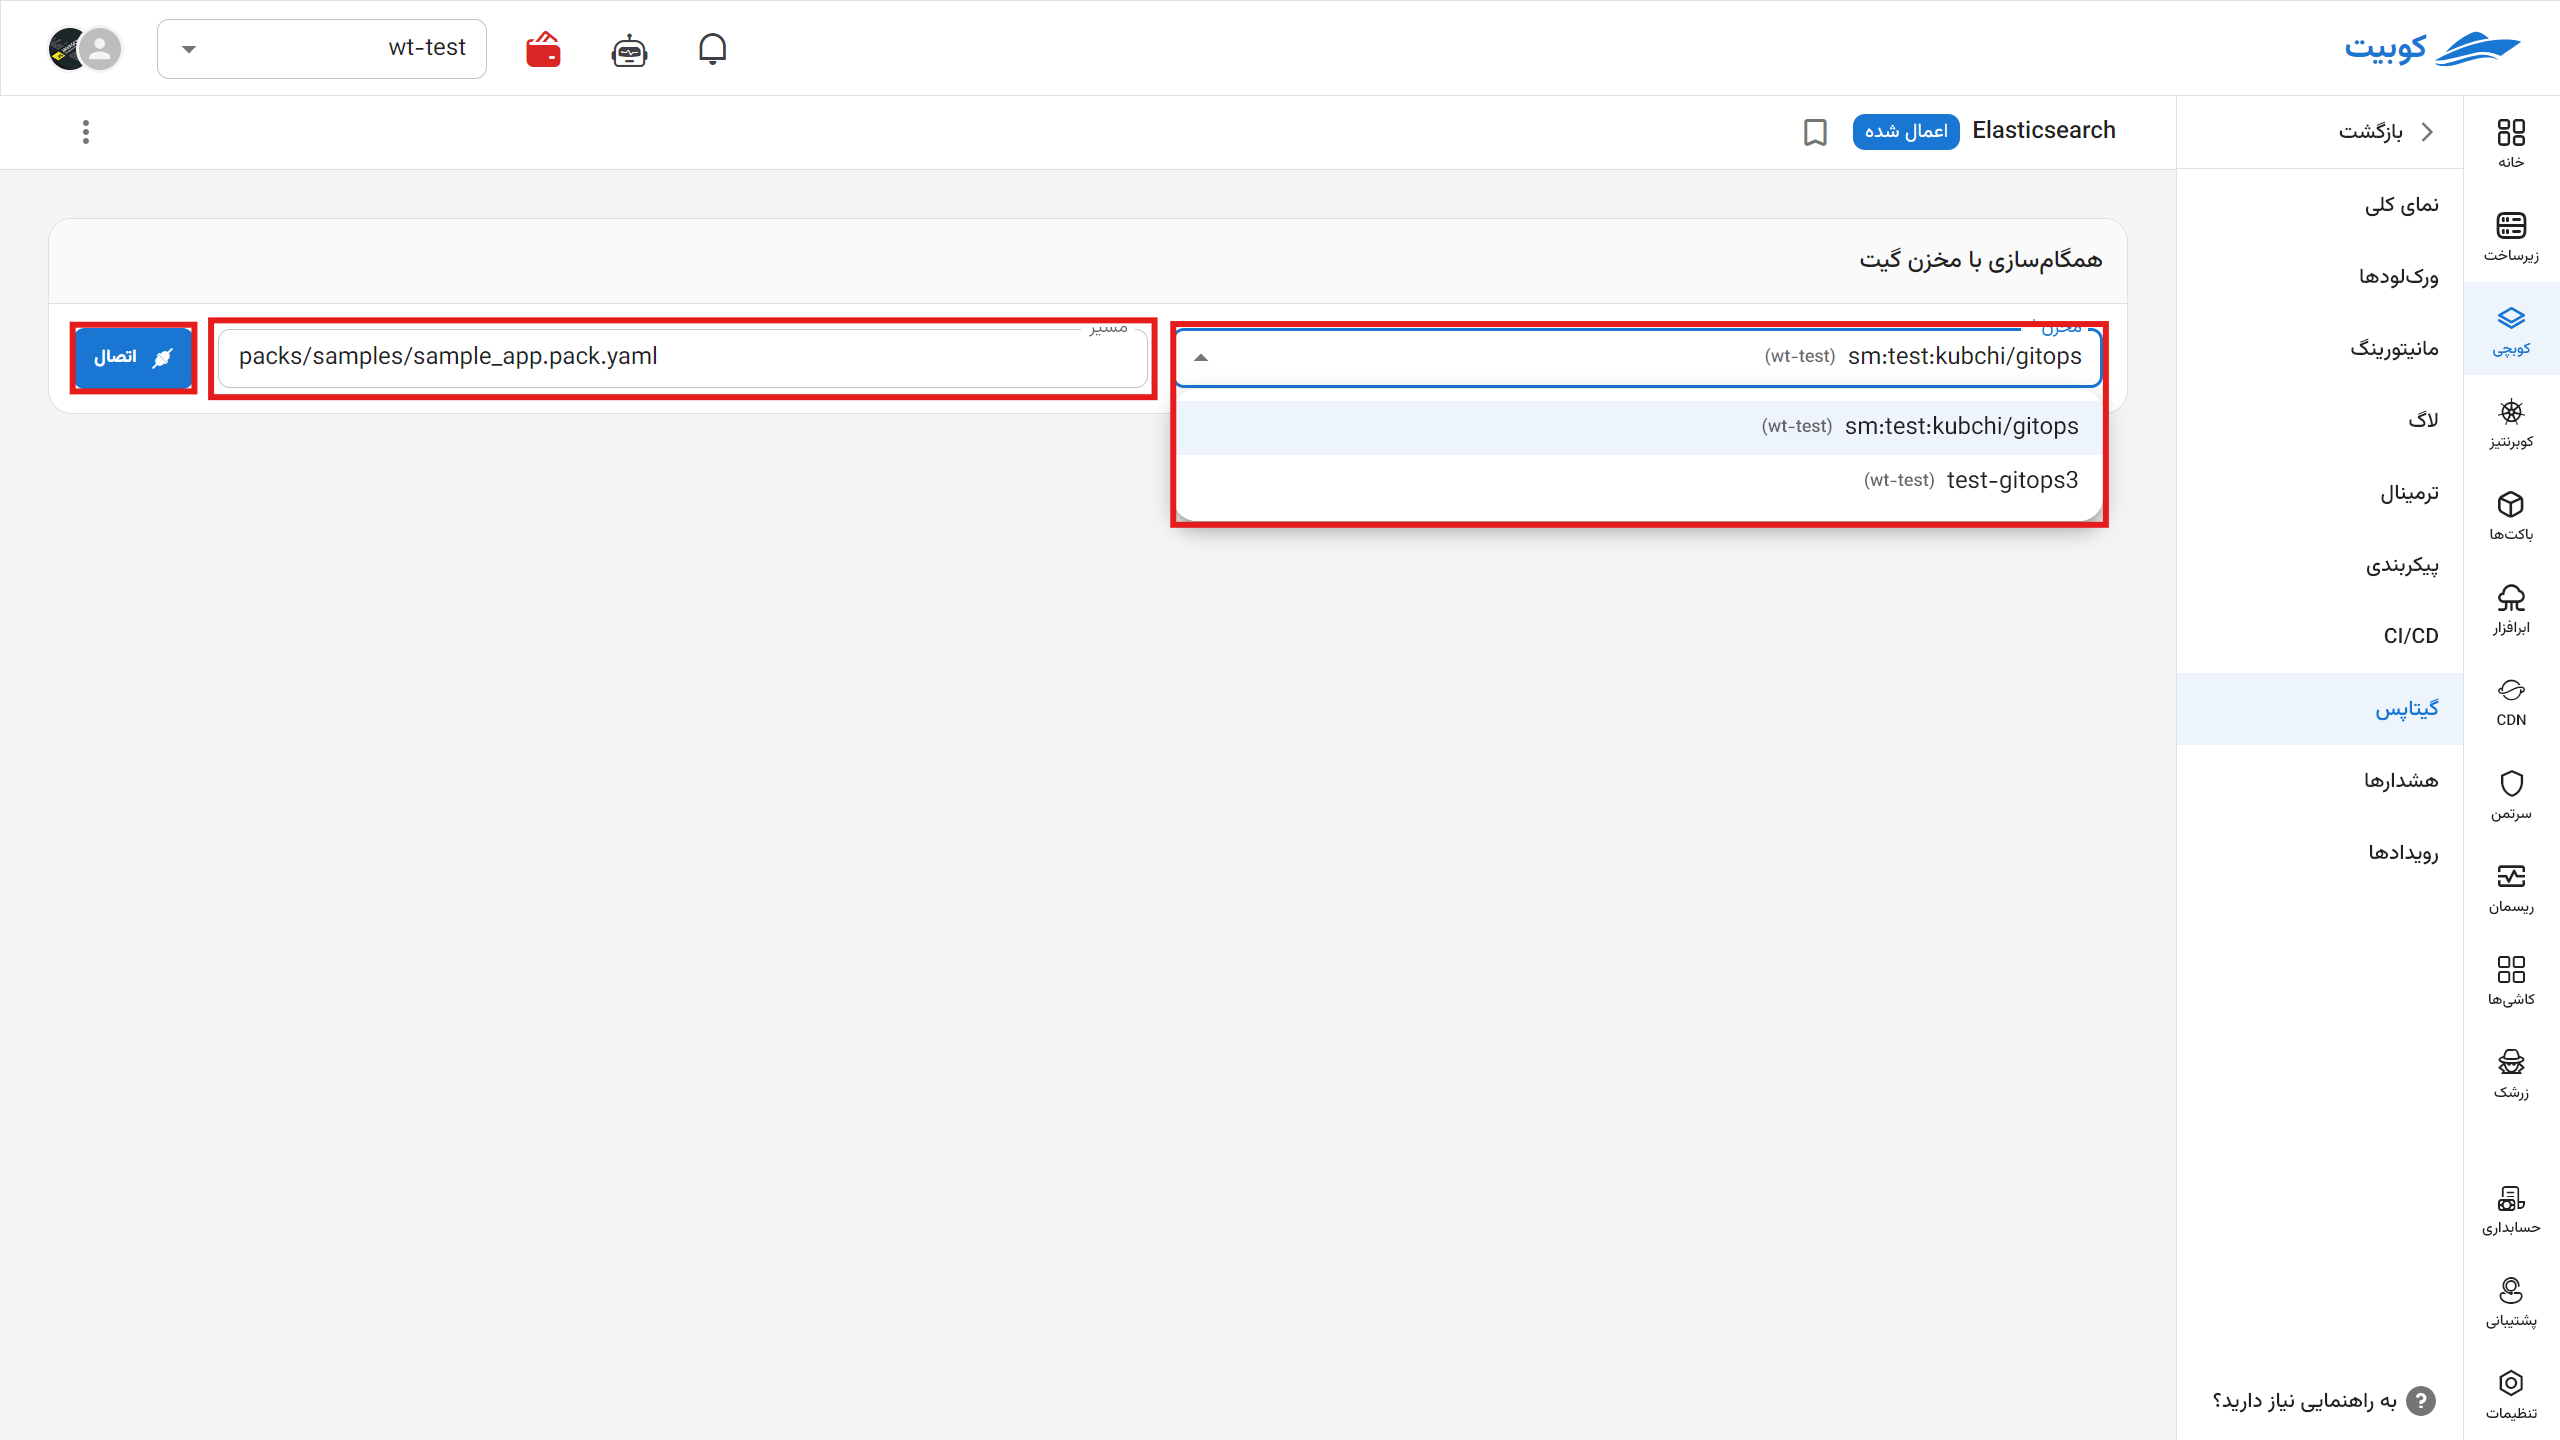 کوبیت
wt-test
خانه
زیرساخت
کوبچی
کوبرنتیز
باکت‌ها
ابرافزار
CDN
سرتمن
ریسمان
کاشی‌ها
زرشک
حسابداری
پشتیبانی
تنظیمات
بازگشت
نمای کلی
ورک‌لودها
مانیتورینگ
لاگ
ترمینال
پیکربندی
CI/CD
گیتاپس
هشدارها
رویدادها
به راهنمایی نیاز دارید؟
Elasticsearch اعمال شده
همگام‌سازی با مخزن گیت
مخزن
sm:test:kubchi/gitops (wt-test)
sm:test:kubchi/gitops (wt-test)
test-gitops3 (wt-test)
مسیر
packs/samples/sample_app.pack.yaml
اتصال